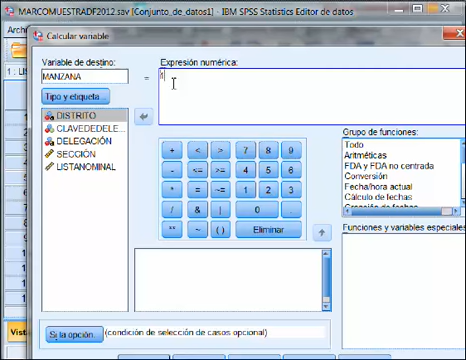 MARCOMUESTRADF2012.sav [Conjunto_de_datos1] - IBM SPSS Statistics Editor de datos
Calcular variable
Variable de destino:
MANZANA
=
Expresión numérica:
Tipo y etiqueta...
DISTRITO
CLAVEDEDELE...
DELEGACIÓN
SECCIÓN
LISTANOMINAL
+ < > 7 8 9
- <= >= 4 5 6
* = ~= 1 2 3
/ & | 0 .
** ~ ( ) Eliminar
Grupo de funciones:
Todo
Aritméticas
FDA y FDA no centrada
Conversión
Fecha/hora actual
Cálculo de fechas
Creación de fechas
Funciones y variables especiales
Si la opción...
(condición de selección de casos opcional)